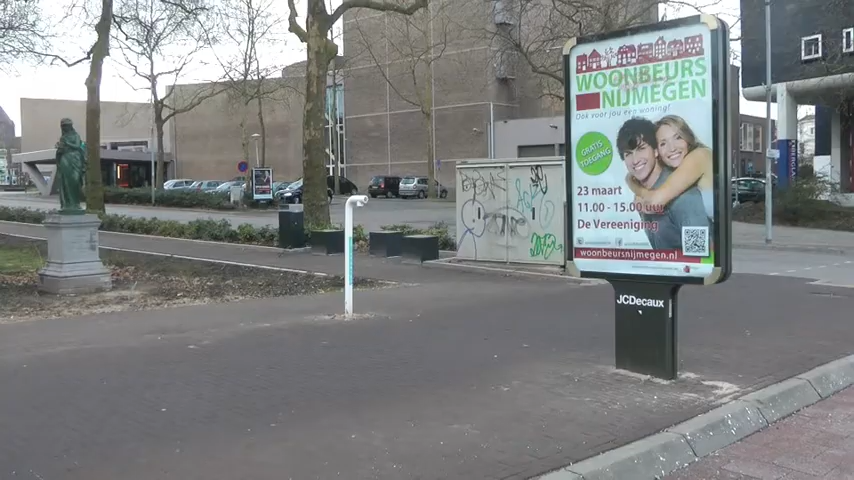 WOONBEURS
NIJMEGEN
Ook voor jou een woning!
GRATIS
TOEGANG
23 maart
11.00 - 15.00 uur
De Vereeniging
www.woonbeursnijmegen.nl
JCDecaux